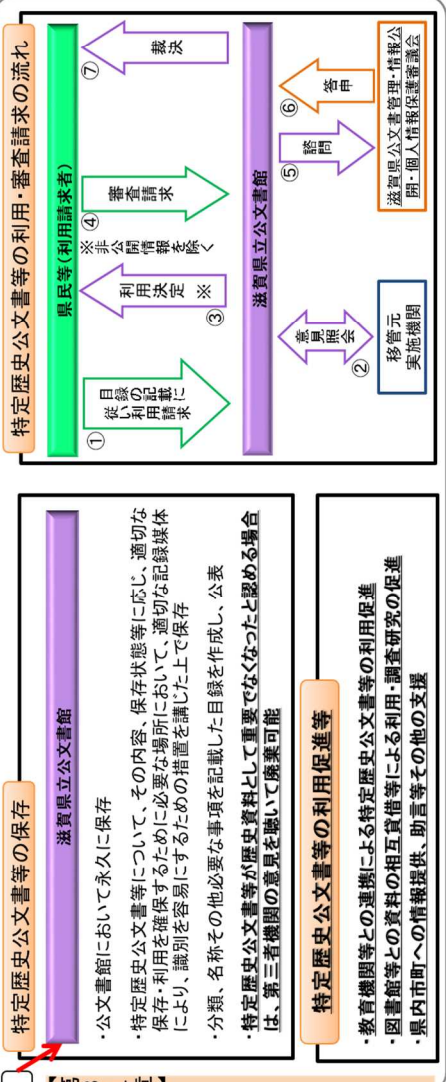 特定歴史公文書等の保存
滋賀県立公文書館
・公文書館において永久に保存
・特定歴史公文書等について、その内容、保存状態等に応じ、適切な
保存・利用を確保するために必要な場所において、適切な記録媒体
により、識別を容易にするための措置を講じた上で保存
・分類、名称その他必要な事項を記載した目録を作成し、公表
・特定歴史公文書等が歴史資料として重要でなくなったと認める場合
は、第三者機関の意見を聴いて廃棄可能
特定歴史公文書等の利用促進等
・教育機関等との連携による特定歴史公文書等の利用促進
・図書館等との資料の相互貸借等による利用・調査研究の促進
・県内市町への情報提供、助言等その他の支援
特定歴史公文書等の利用・審査請求の流れ
県民等(利用請求者)
①
目録の記載に
従い利用請求
③
利用決定
※
※非公開情報を除く
④
審査
請求
⑦
裁決
滋賀県立公文書館
②
意見
照会
⑤
諮問
⑥
答申
移管元
実施機関
滋賀県公文書管理・情報公
開・個人情報保護審議会